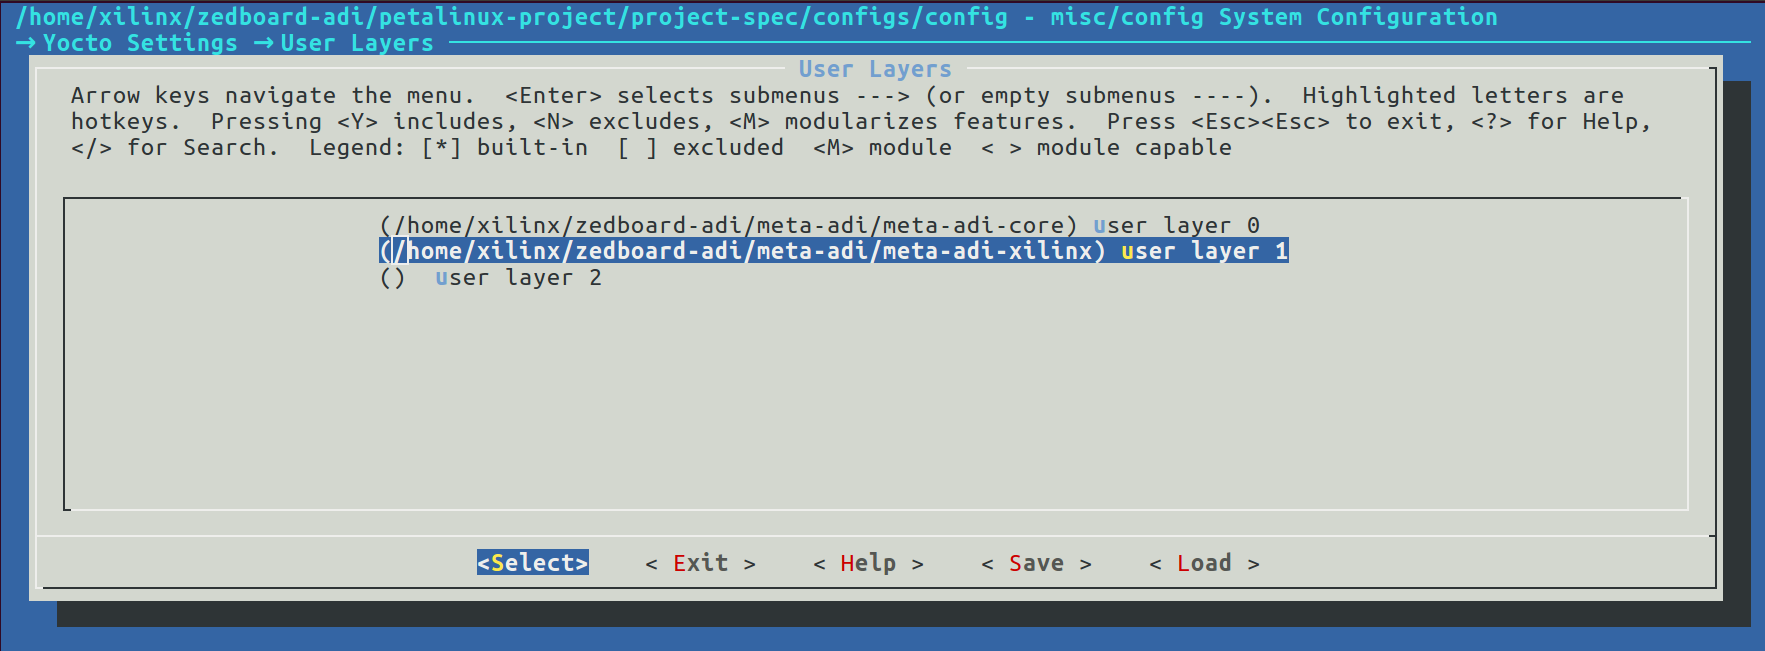 /home/xilinx/zedboard-adi/petalinux-project/project-spec/configs/config - misc/config System Configuration
→ Yocto Settings → User Layers
User Layers
Arrow keys navigate the menu.  <Enter> selects submenus ---> (or empty submenus ----).  Highlighted letters are
hotkeys.  Pressing <Y> includes, <N> excludes, <M> modularizes features.  Press <Esc><Esc> to exit, <?> for Help,
</> for Search.  Legend: [*] built-in  [ ] excluded  <M> module  < > module capable
(/home/xilinx/zedboard-adi/meta-adi/meta-adi-core) user layer 0
(/home/xilinx/zedboard-adi/meta-adi/meta-adi-xilinx) user layer 1
()  user layer 2
<Select>    < Exit >    < Help >    < Save >    < Load >